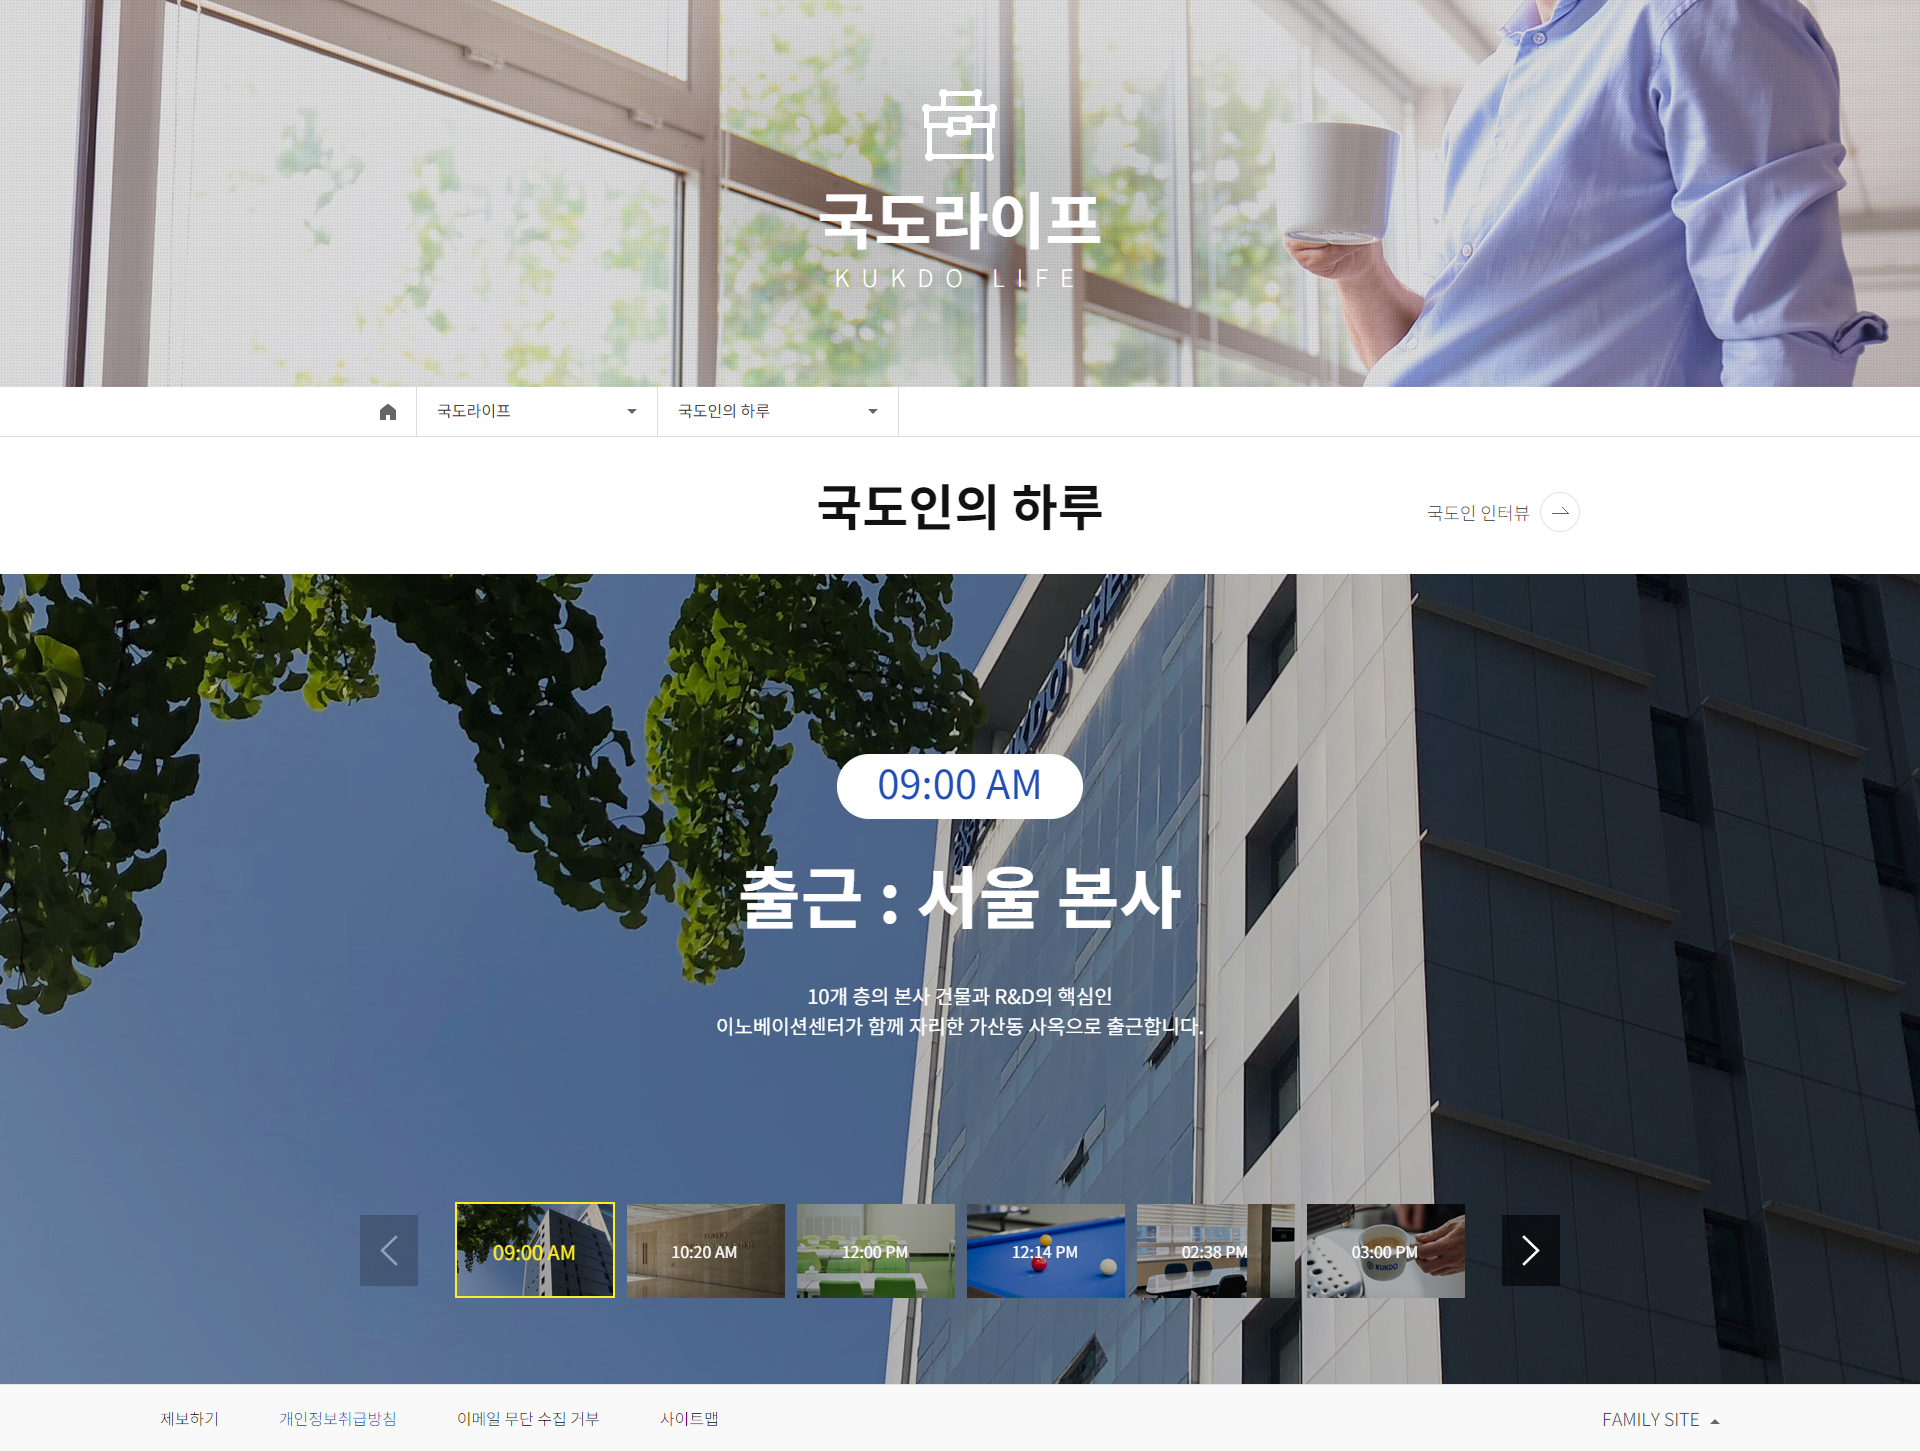 국도라이프
KUKDO LIFE
국도라이프
국도인의 하루
국도인의 하루
국도인 인터뷰
KUKDO CHE
09:00 AM
출근 : 서울 본사
10개 층의 본사 건물과 R&D의 핵심인
이노베이션센터가 함께 자리한 가산동 사옥으로 출근합니다.
09:00 AM
10:20 AM
12:00 PM
12:14 PM
02:38 PM
03:00 PM
KUKDO
제보하기
개인정보취급방침
이메일 무단 수집 거부
사이트맵
FAMILY SITE